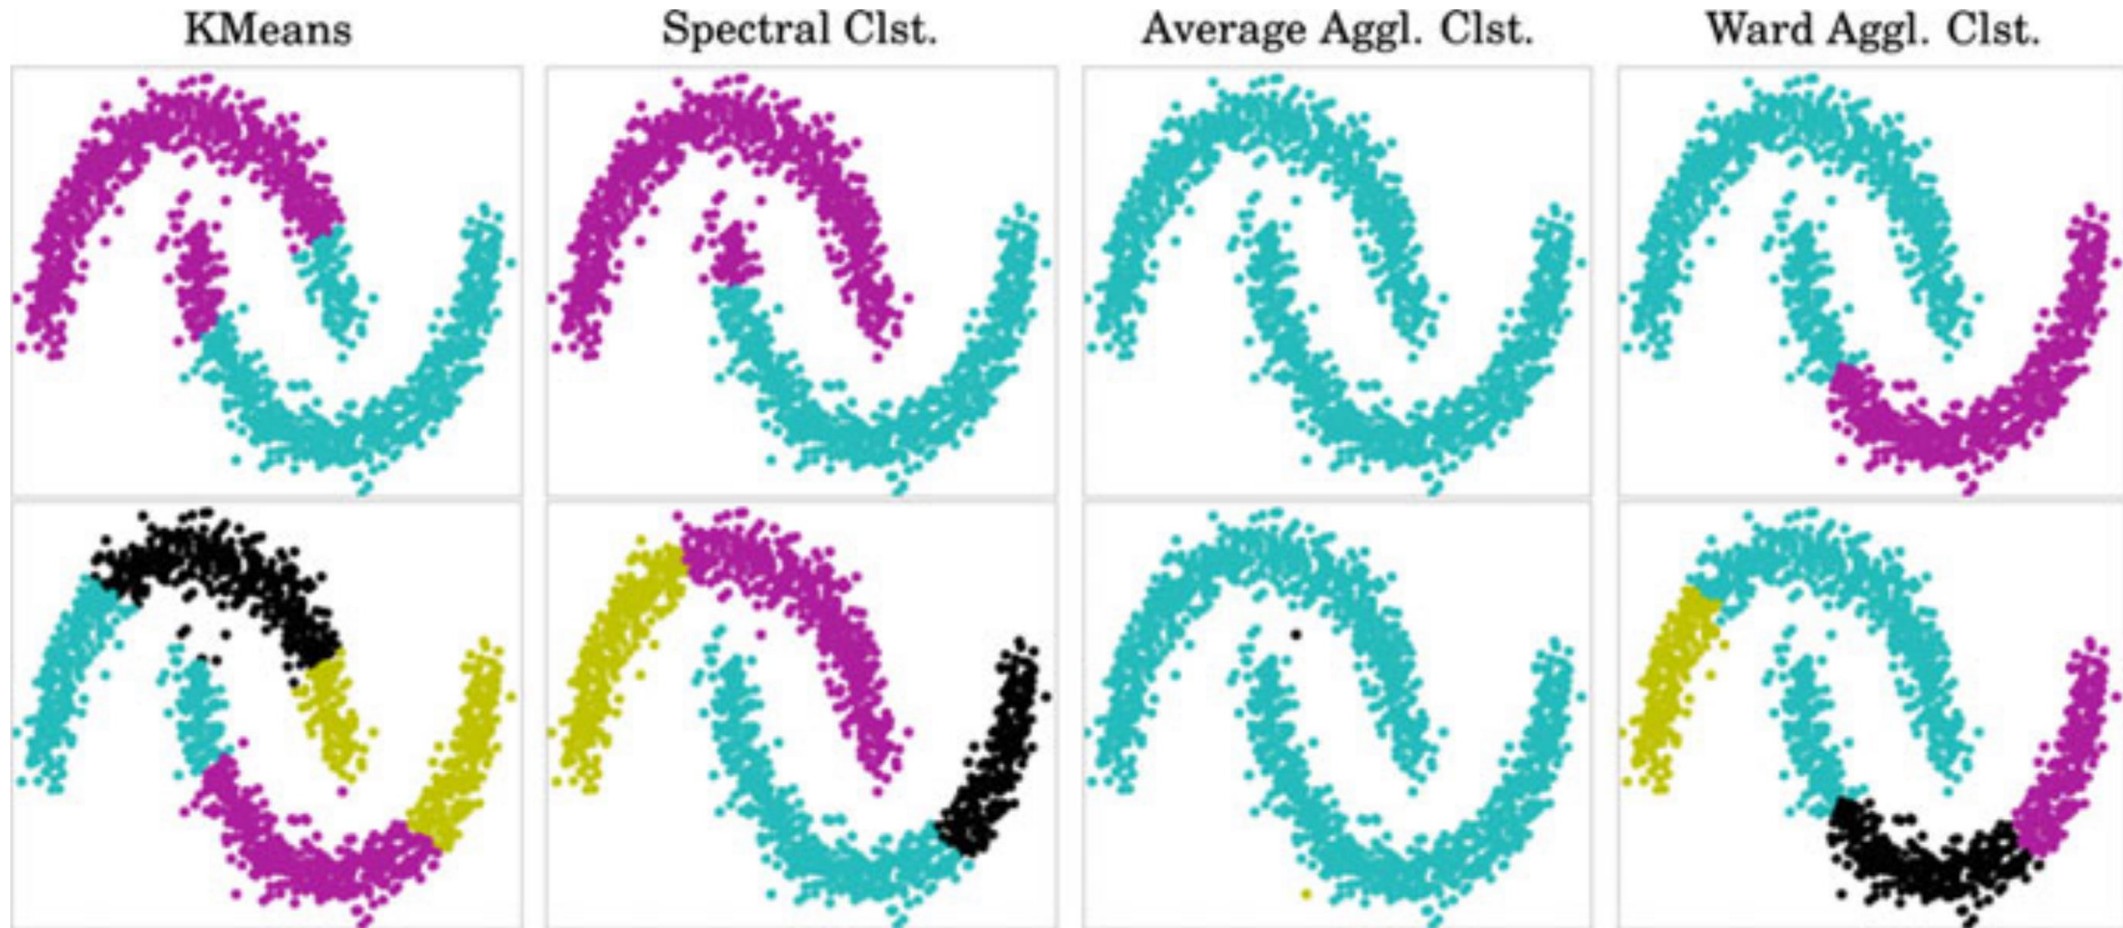 KMeans
Spectral Clst.
Average Aggl. Clst.
Ward Aggl. Clst.